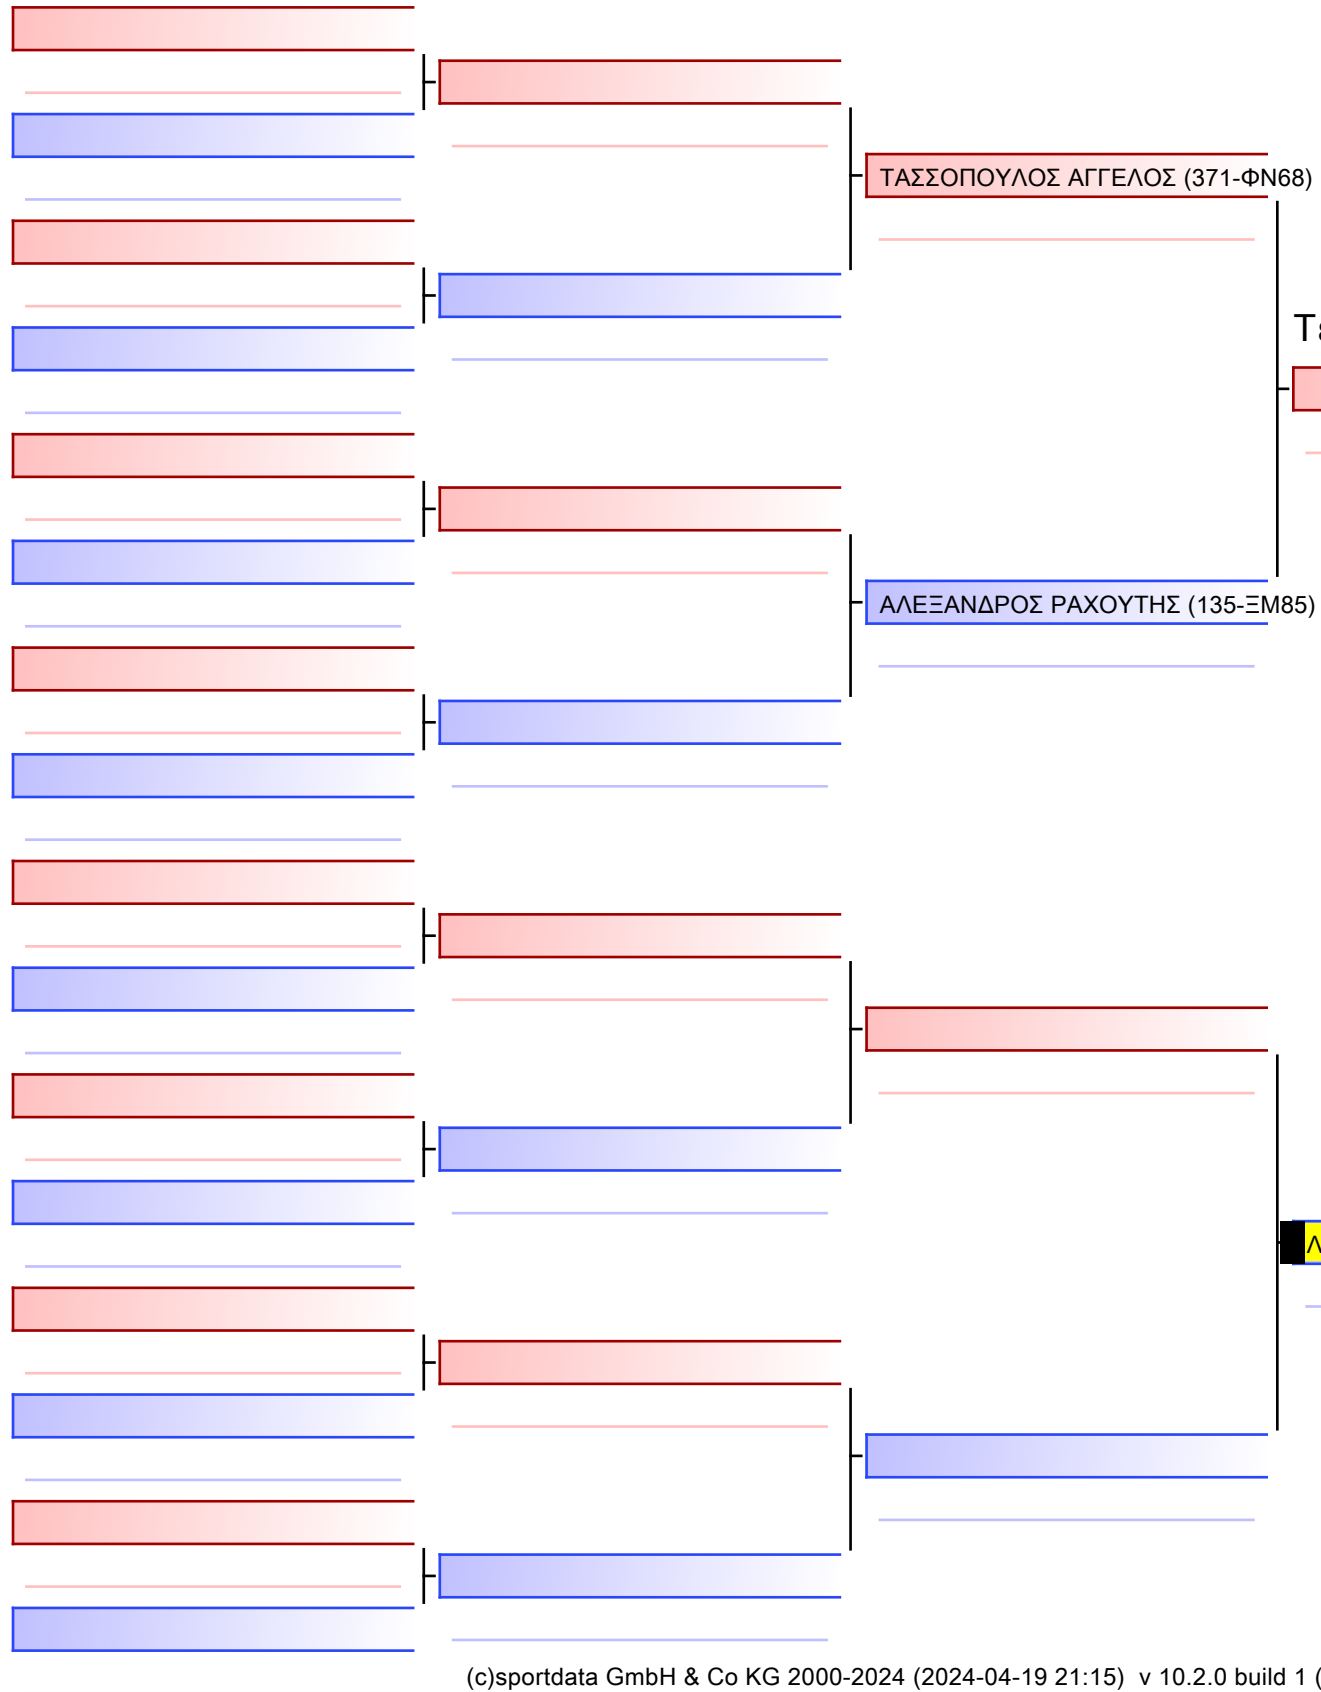 ΤΑΣΣΟΠΟΥΛΟΣ ΑΓΓΕΛΟΣ (371-ΦΝ68)
ΑΛΕΞΑΝΔΡΟΣ ΡΑΧΟΥΤΗΣ (135-ΞΜ85)
(c)sportdata GmbH & Co KG 2000-2024 (2024-04-19 21:15) v 10.2.0 build 1 (